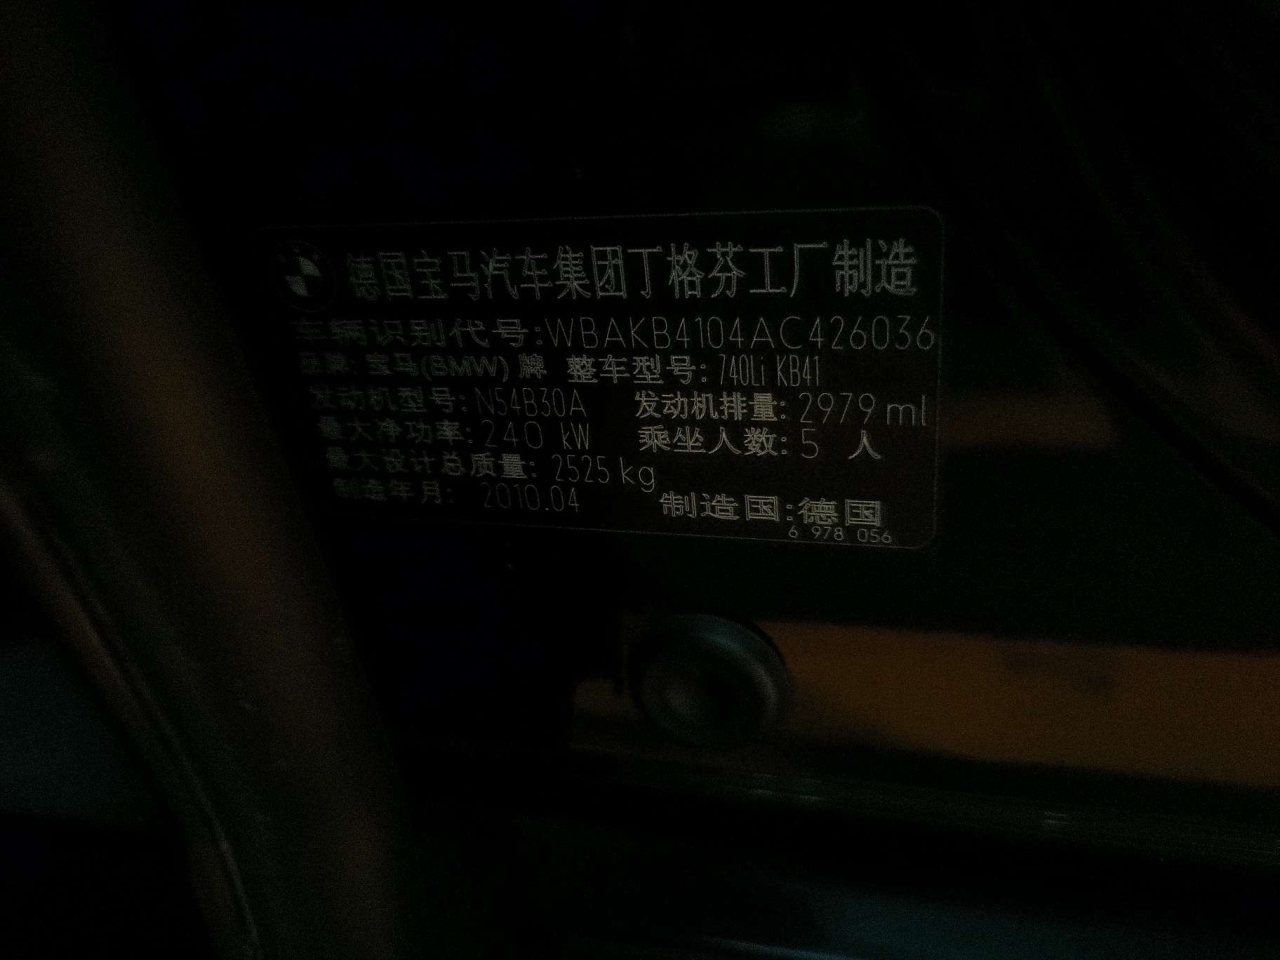 德国宝马汽车集团丁格芬工厂制造
车辆识别代号:WBAKB4104AC426036
品牌:宝马(BMW)牌 整车型号:740Li KB41
发动机型号:N54B30A 发动机排量:2979ml
最大净功率:240 kW 乘坐人数:5 人
最大设计总质量:2525kg
制造年月: 2010.04 制造国:德国
6 978 056